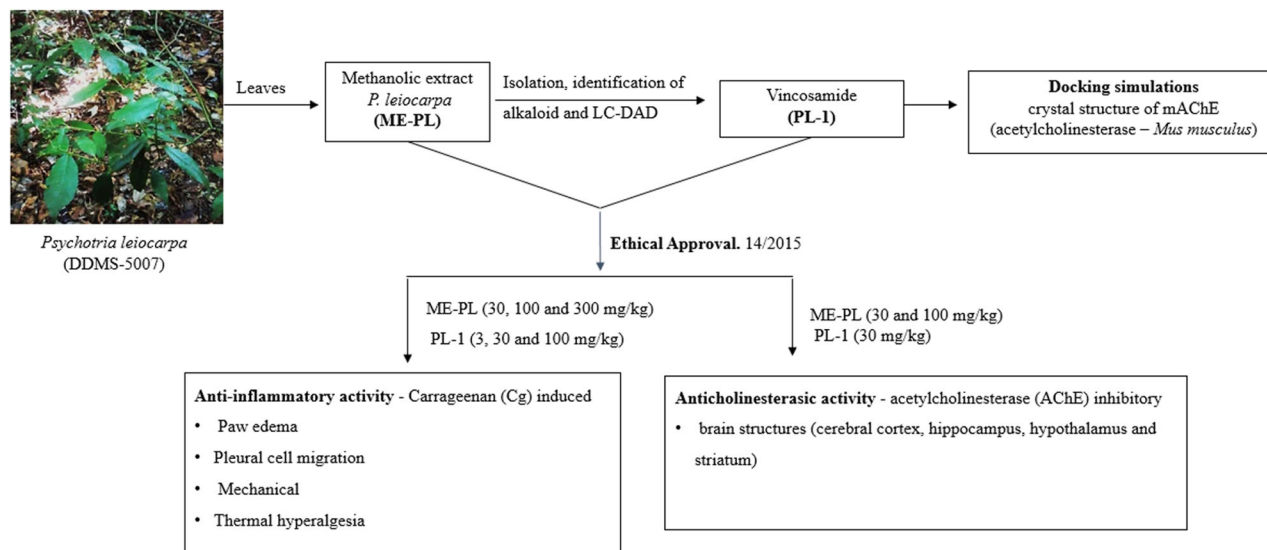 Leaves
Methanolic extract
P. leiocarpa
(ME-PL)
Isolation, identification of
alkaloid and LC-DAD
Vincosamide
(PL-1)
Docking simulations
crystal structure of mAChE
(acetylcholinesterase – Mus musculus)
Psychotria leiocarpa
(DDMS-5007)
Ethical Approval. 14/2015
ME-PL (30, 100 and 300 mg/kg)
PL-1 (3, 30 and 100 mg/kg)
ME-PL (30 and 100 mg/kg)
PL-1 (30 mg/kg)
Anti-inflammatory activity - Carrageenan (Cg) induced
• Paw edema
• Pleural cell migration
• Mechanical
• Thermal hyperalgesia
Anticholinesterasic activity - acetylcholinesterase (AChE) inhibitory
• brain structures (cerebral cortex, hippocampus, hypothalamus and
striatum)